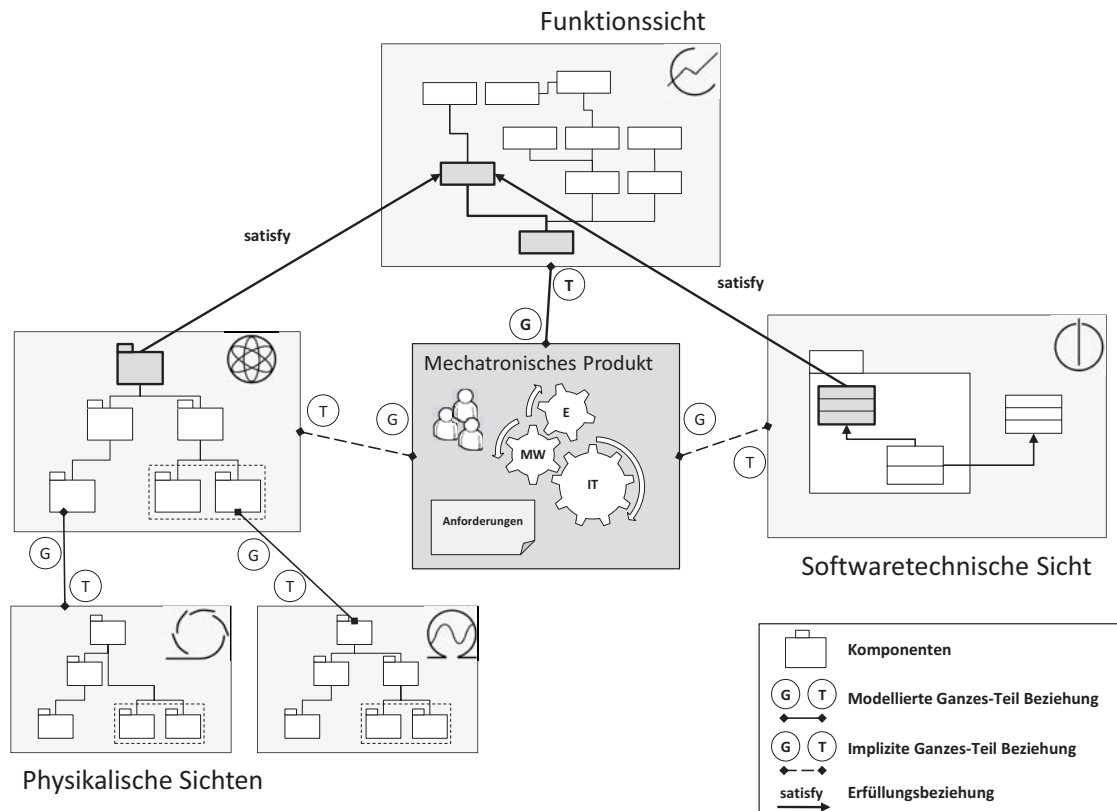 Funktionssicht
satisfy
satisfy
T
G
Mechatronisches Produkt
T
G
G
T
E
MW
IT
Anforderungen
G
T
G
T
Softwaretechnische Sicht
Physikalische Sichten
Komponenten
G T Modellierte Ganzes-Teil Beziehung
G T Implizite Ganzes-Teil Beziehung
satisfy Erfüllungsbeziehung